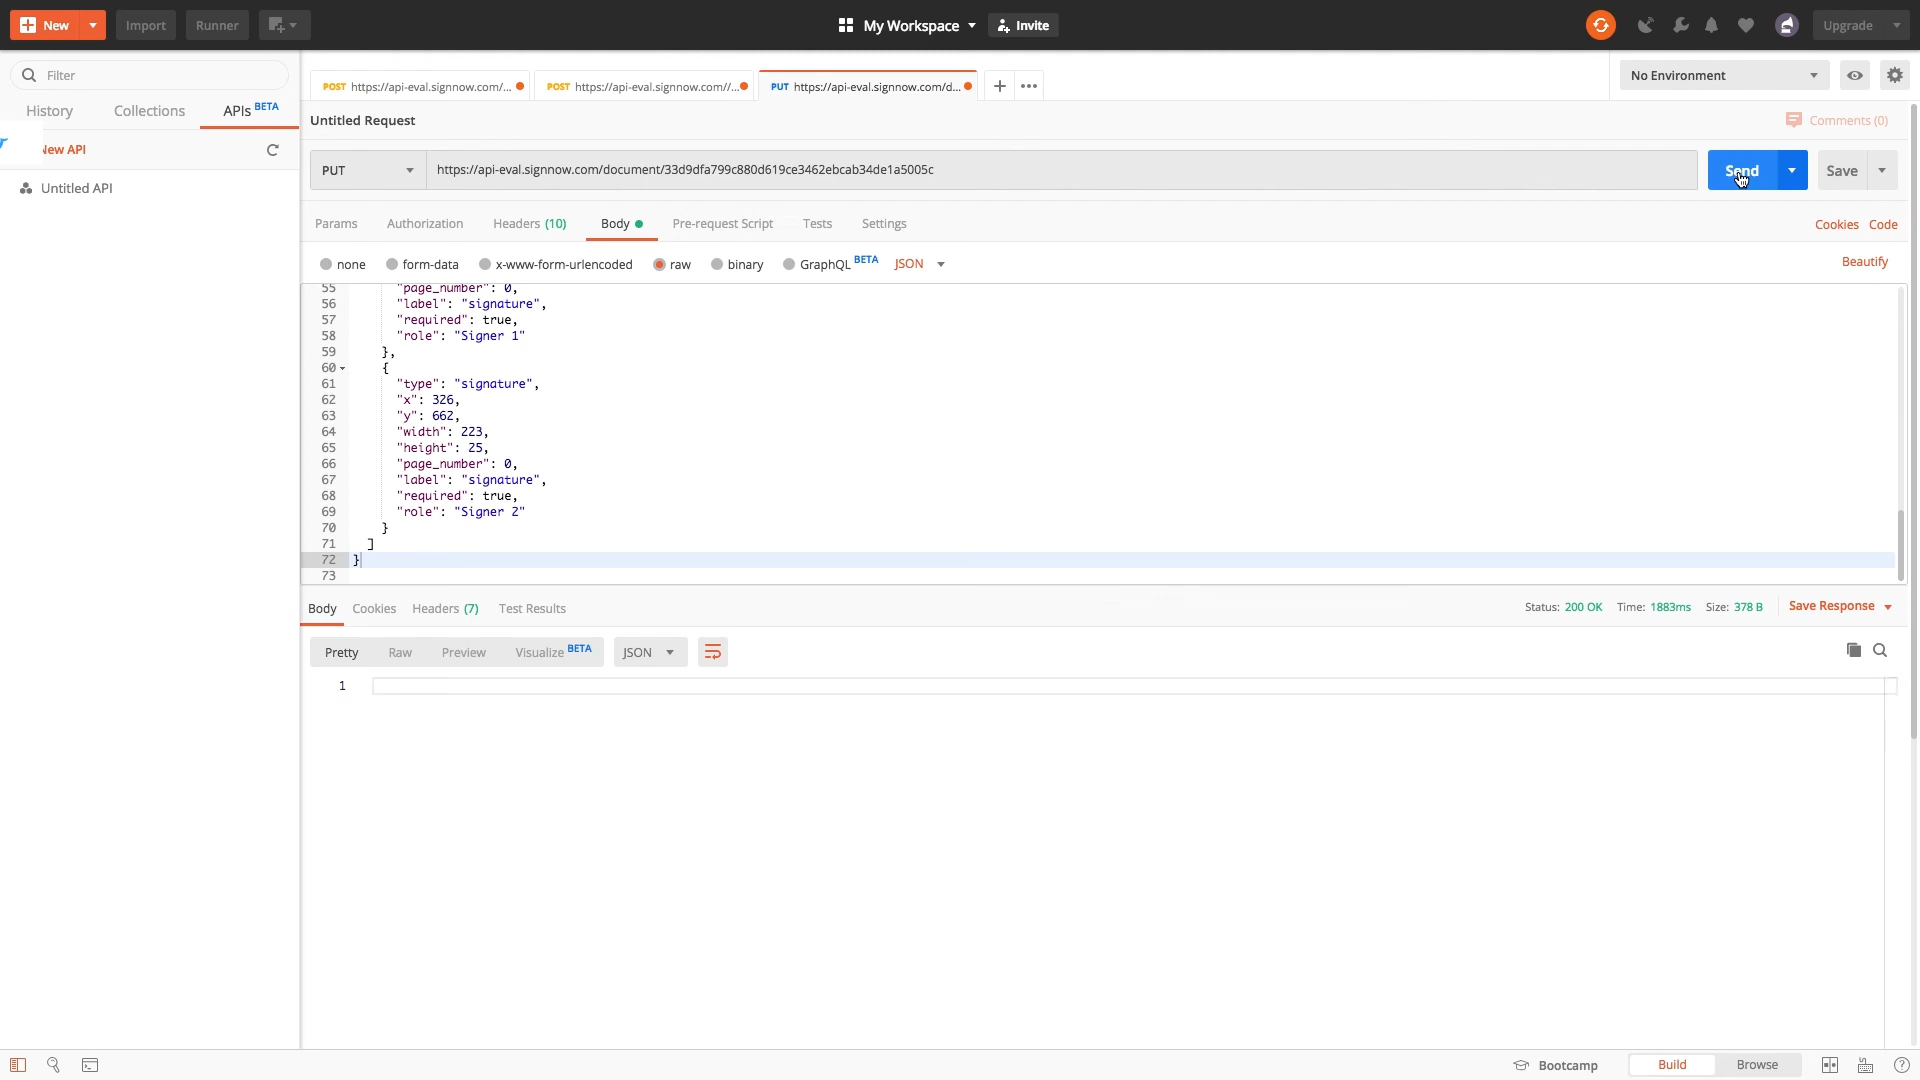 New
Import
Runner
My Workspace
Invite
Upgrade
Filter
History
Collections
APIs BETA
New API
Untitled API
POST https://api-eval.signnow.com/...
POST https://api-eval.signnow.com//...
PUT https://api-eval.signnow.com/d...
No Environment
Untitled Request
Comments (0)
PUT
https://api-eval.signnow.com/document/33d9dfa799c880d619ce3462ebcab34de1a5005c
Send
Save
Params
Authorization
Headers (10)
Body
Pre-request Script
Tests
Settings
Cookies
Code
none
form-data
x-www-form-urlencoded
raw
binary
GraphQL BETA
JSON
Beautify
55 "page_number": 0,
56 "label": "signature",
57 "required": true,
58 "role": "Signer 1"
59 },
60 {
61 "type": "signature",
62 "x": 326,
63 "y": 662,
64 "width": 223,
65 "height": 25,
66 "page_number": 0,
67 "label": "signature",
68 "required": true,
69 "role": "Signer 2"
70 }
71 ]
72 }
73
Body
Cookies
Headers (7)
Test Results
Status: 200 OK
Time: 1883ms
Size: 378 B
Save Response
Pretty
Raw
Preview
Visualize BETA
JSON
1
Bootcamp
Build
Browse